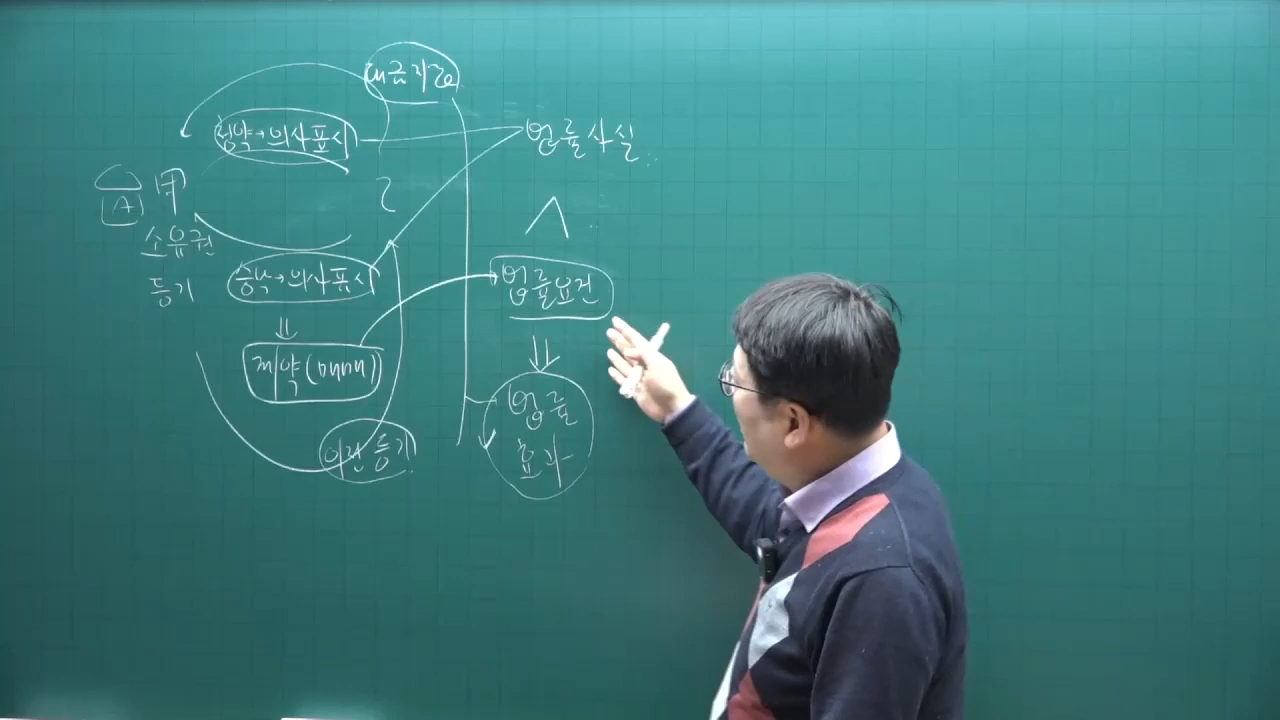 대금지급
청약→의사표시
법률사실
A 甲
乙
소유권
등기
승낙→의사표시
법률요건
계약(매매)
법률
효과
이전등기